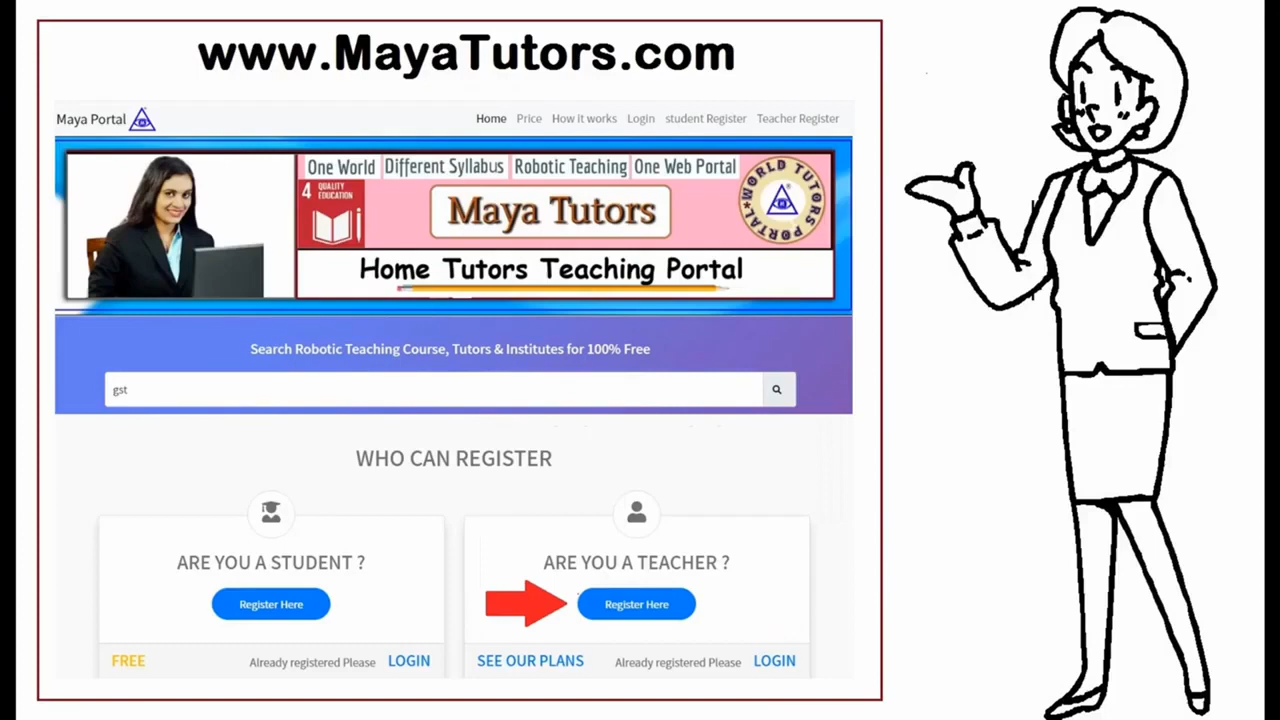 www.MayaTutors.com
Maya Portal
Home Price How it works Login student Register Teacher Register
One World Different Syllabus Robotic Teaching One Web Portal
4 QUALITY EDUCATION
Maya Tutors
WORLD TUTORS PORTAL
Home Tutors Teaching Portal
Search Robotic Teaching Course, Tutors & Institutes for 100% Free
gst
WHO CAN REGISTER
ARE YOU A STUDENT ?
Register Here
FREE Already registered Please LOGIN
ARE YOU A TEACHER ?
Register Here
SEE OUR PLANS Already registered Please LOGIN